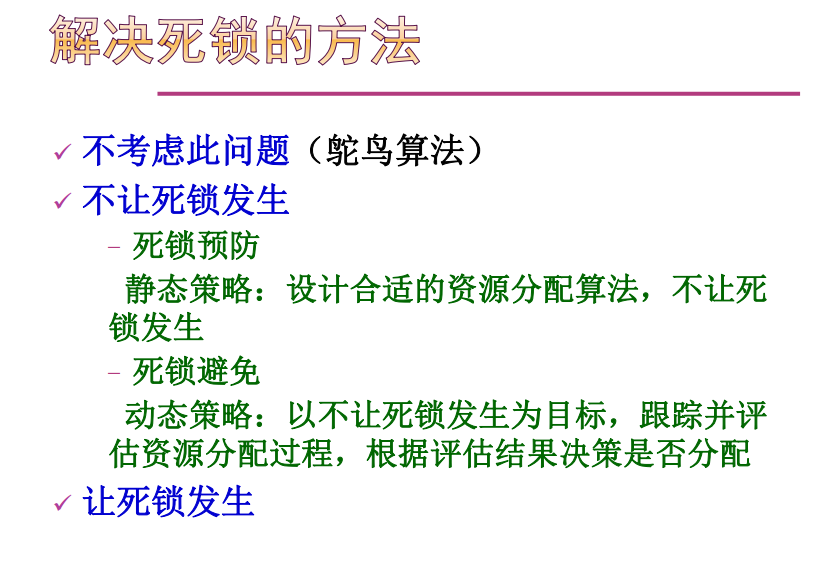 解决死锁的方法
✓ 不考虑此问题（鸵鸟算法）
✓ 不让死锁发生
– 死锁预防
静态策略：设计合适的资源分配算法，不让死
锁发生
– 死锁避免
动态策略：以不让死锁发生为目标，跟踪并评
估资源分配过程，根据评估结果决策是否分配
✓ 让死锁发生